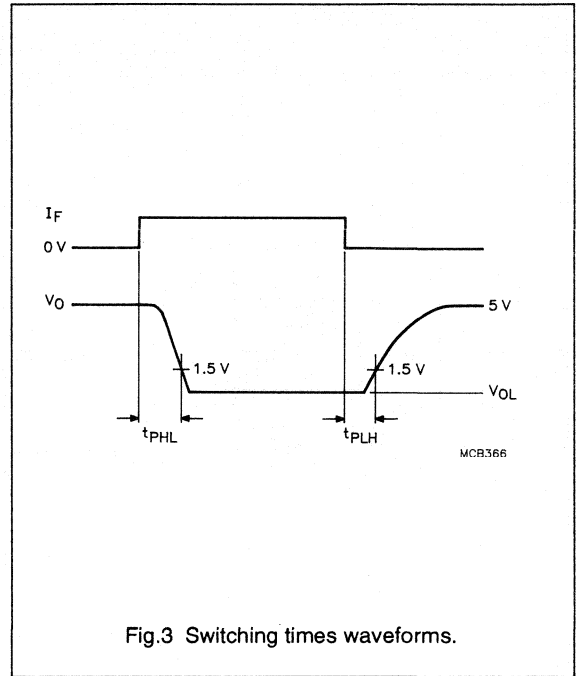 IF
0 V
VO
5 V
1.5 V
1.5 V
VOL
tPHL
tPLH
MCB366
Fig.3 Switching times waveforms.